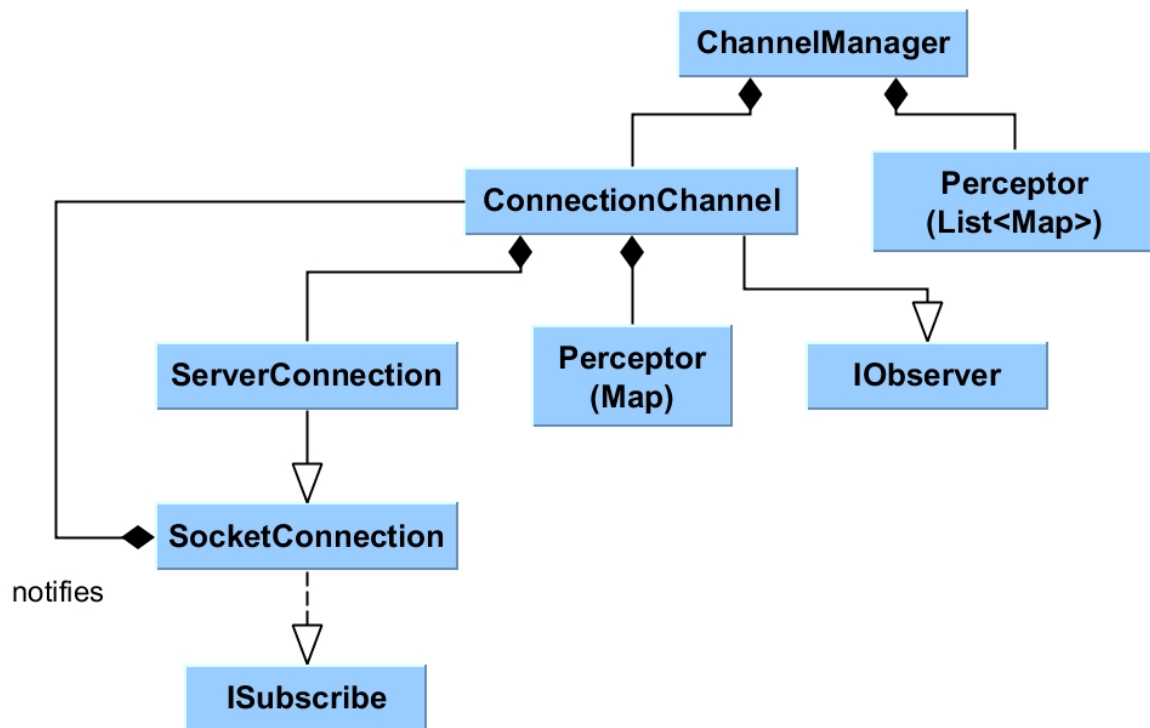 ChannelManager
ConnectionChannel
Perceptor
(List<Map>)
ServerConnection
Perceptor
(Map)
IObserver
SocketConnection
notifies
ISubscribe